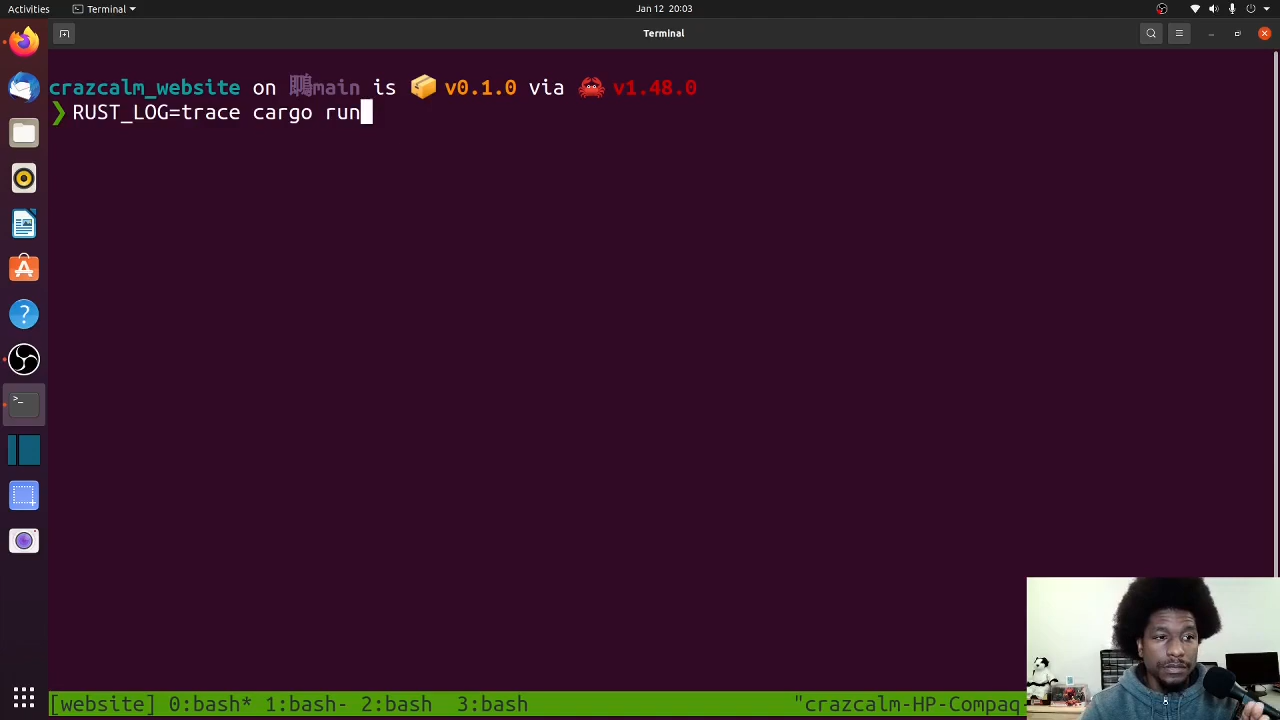 Activities Terminal Jan 12 20:03
Terminal
crazcalm_website on main is v0.1.0 via v1.48.0
❯ RUST_LOG=trace cargo run
[website] 0:bash* 1:bash- 2:bash 3:bash "crazcalm-HP-Compaq-